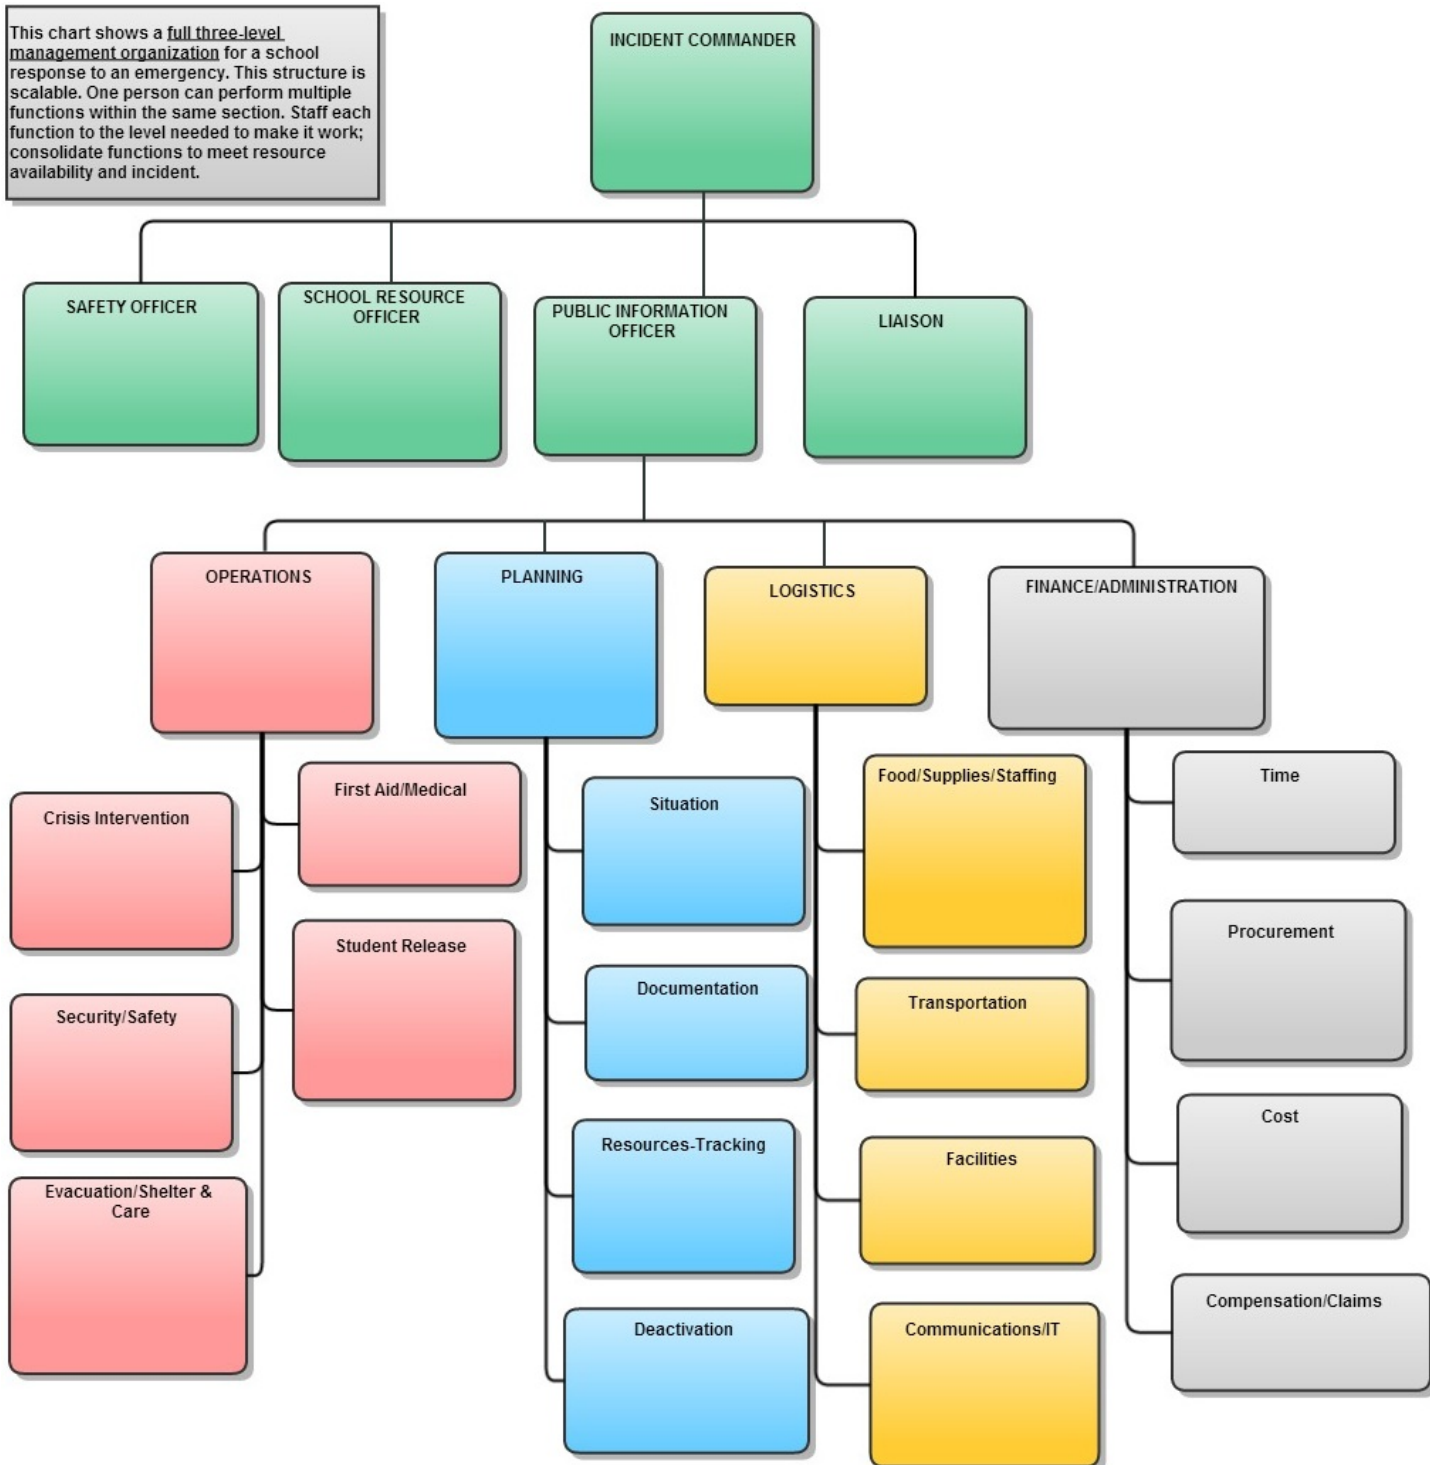 This chart shows a full three-level
management organization for a school
response to an emergency. This structure is
scalable. One person can perform multiple
functions within the same section. Staff each
function to the level needed to make it work;
consolidate functions to meet resource
availability and incident.
INCIDENT COMMANDER
SAFETY OFFICER
SCHOOL RESOURCE
OFFICER
PUBLIC INFORMATION
OFFICER
LIAISON
OPERATIONS
PLANNING
LOGISTICS
FINANCE/ADMINISTRATION
Crisis Intervention
First Aid/Medical
Security/Safety
Student Release
Evacuation/Shelter &
Care
Situation
Documentation
Resources-Tracking
Deactivation
Food/Supplies/Staffing
Transportation
Facilities
Communications/IT
Time
Procurement
Cost
Compensation/Claims